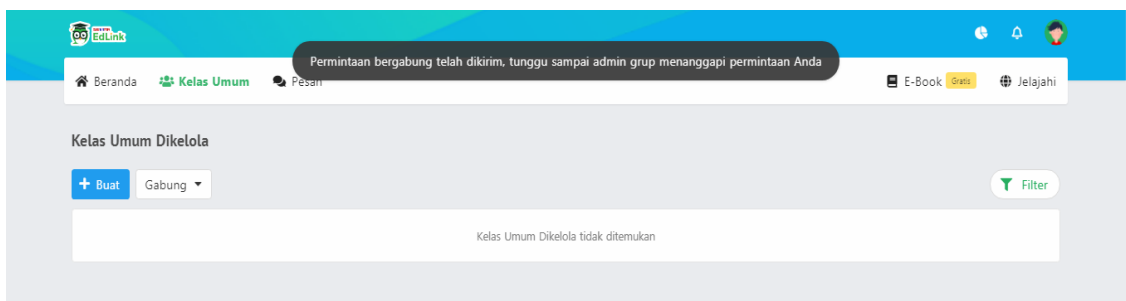 EdLink
Permintaan bergabung telah dikirim, tunggu sampai admin grup menanggapi permintaan Anda
Beranda Kelas Umum Pesan E-Book Gratis Jelajahi
Kelas Umum Dikelola
+ Buat Gabung Filter
Kelas Umum Dikelola tidak ditemukan